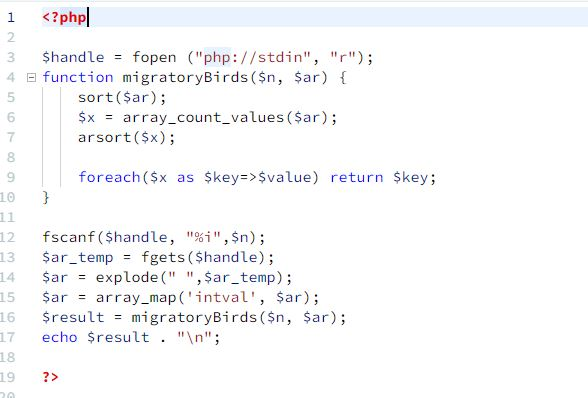 1 <?php
2
3 $handle = fopen ("php://stdin", "r");
4 function migratoryBirds($n, $ar) {
5     sort($ar);
6     $x = array_count_values($ar);
7     arsort($x);
8
9     foreach($x as $key=>$value) return $key;
10 }
11
12 fscanf($handle, "%i",$n);
13 $ar_temp = fgets($handle);
14 $ar = explode(" ",$ar_temp);
15 $ar = array_map('intval', $ar);
16 $result = migratoryBirds($n, $ar);
17 echo $result . "\n";
18
19 ?>
20